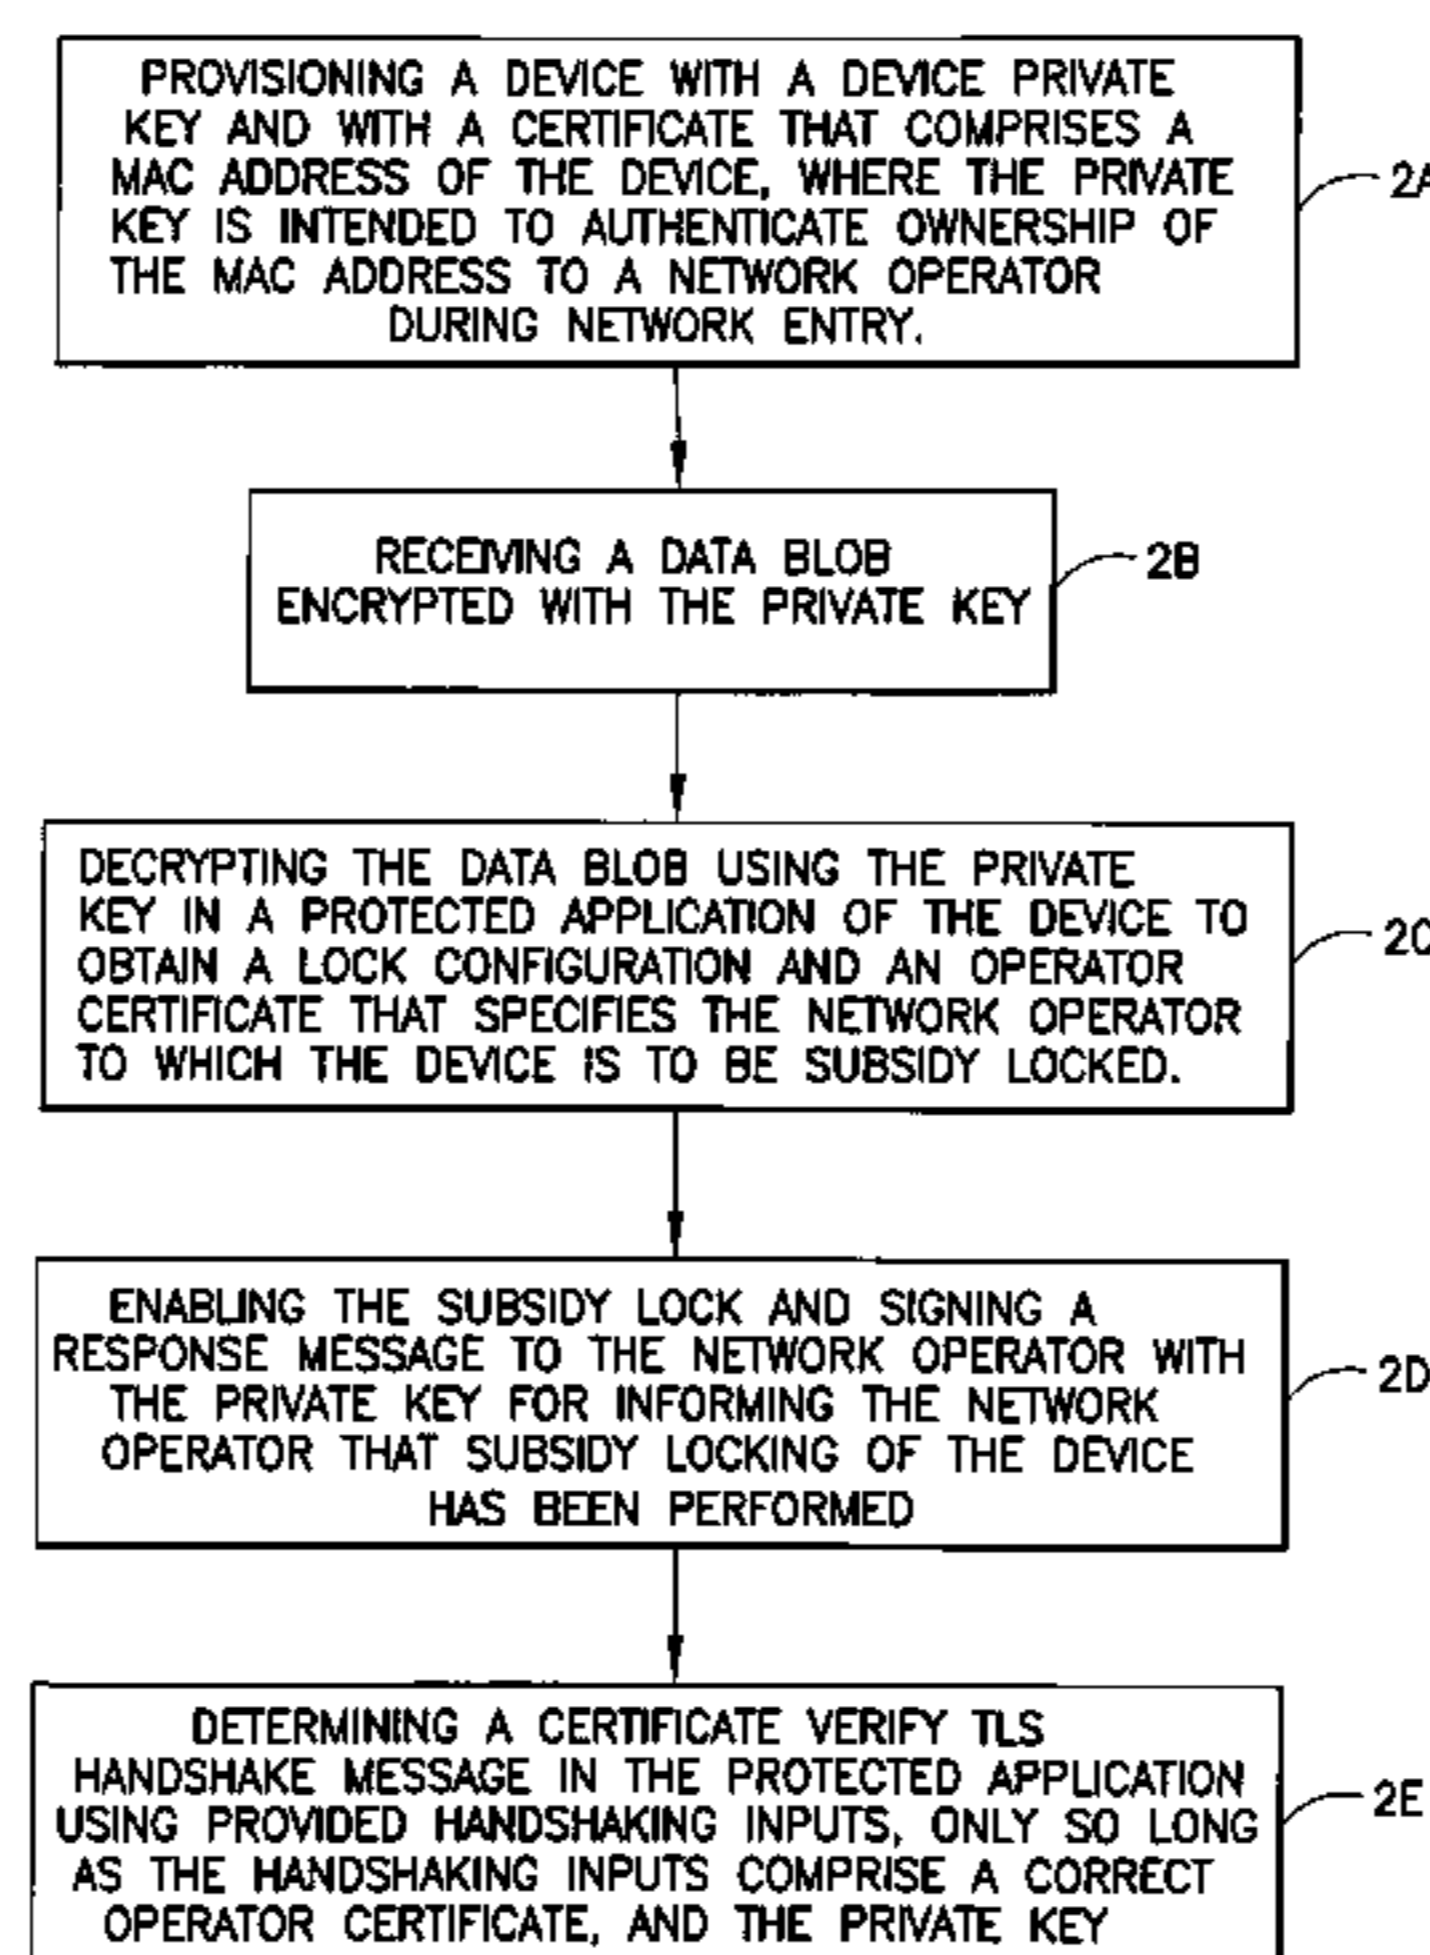 PROVISIONING A DEVICE WITH A DEVICE PRIVATE
KEY AND WITH A CERTIFICATE THAT COMPRISES A
MAC ADDRESS OF THE DEVICE, WHERE THE PRIVATE
KEY IS INTENDED TO AUTHENTICATE OWNERSHIP OF
THE MAC ADDRESS TO A NETWORK OPERATOR
DURING NETWORK ENTRY.
2A
RECEIVING A DATA BLOB
ENCRYPTED WITH THE PRIVATE KEY
2B
DECRYPTING THE DATA BLOB USING THE PRIVATE
KEY IN A PROTECTED APPLICATION OF THE DEVICE TO
OBTAIN A LOCK CONFIGURATION AND AN OPERATOR
CERTIFICATE THAT SPECIFIES THE NETWORK OPERATOR
TO WHICH THE DEVICE IS TO BE SUBSIDY LOCKED.
2C
ENABLING THE SUBSIDY LOCK AND SIGNING A
RESPONSE MESSAGE TO THE NETWORK OPERATOR WITH
THE PRIVATE KEY FOR INFORMING THE NETWORK
OPERATOR THAT SUBSIDY LOCKING OF THE DEVICE
HAS BEEN PERFORMED
2D
DETERMINING A CERTIFICATE VERIFY TLS
HANDSHAKE MESSAGE IN THE PROTECTED APPLICATION
USING PROVIDED HANDSHAKING INPUTS, ONLY SO LONG
AS THE HANDSHAKING INPUTS COMPRISE A CORRECT
OPERATOR CERTIFICATE, AND THE PRIVATE KEY
2E